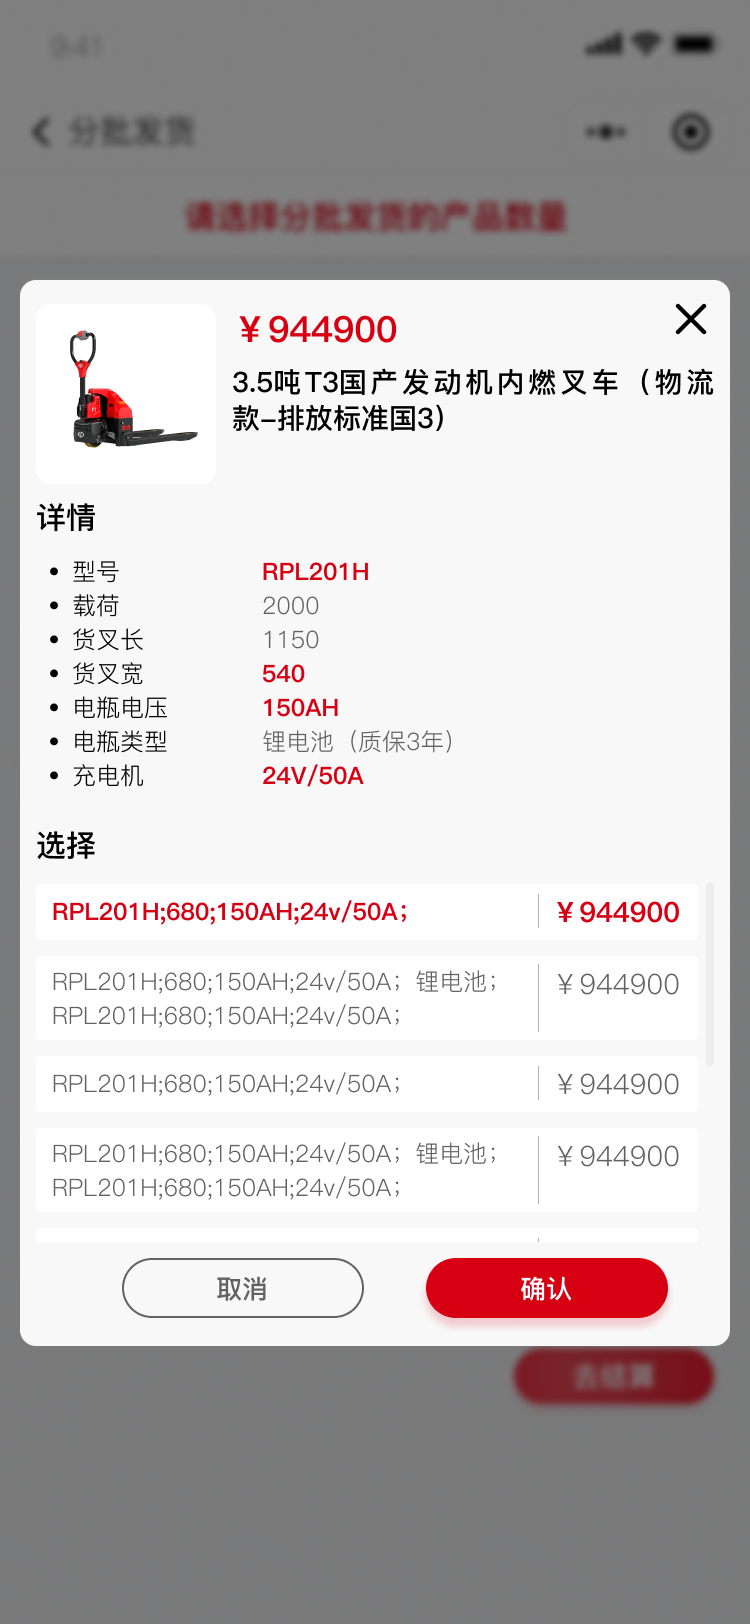 9:41
分批发货
请选择分批发货的产品数量
¥ 944900
3.5吨T3国产发动机内燃叉车（物流
款-排放标准国3）
详情
• 型号 RPL201H
• 载荷 2000
• 货叉长 1150
• 货叉宽 540
• 电瓶电压 150AH
• 电瓶类型 锂电池（质保3年）
• 充电机 24V/50A
选择
RPL201H;680;150AH;24v/50A； ¥ 944900
RPL201H;680;150AH;24v/50A；锂电池； ¥ 944900
RPL201H;680;150AH;24v/50A；
RPL201H;680;150AH;24v/50A； ¥ 944900
RPL201H;680;150AH;24v/50A；锂电池； ¥ 944900
RPL201H;680;150AH;24v/50A；
取消 确认
去结算